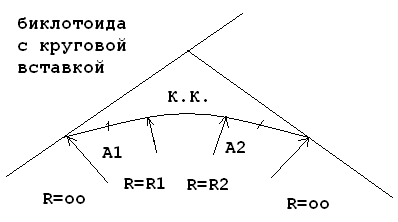 биклотоида
с круговой
вставкой
К.К.
А1
А2
R=R1
R=R2
R=oo
R=oo